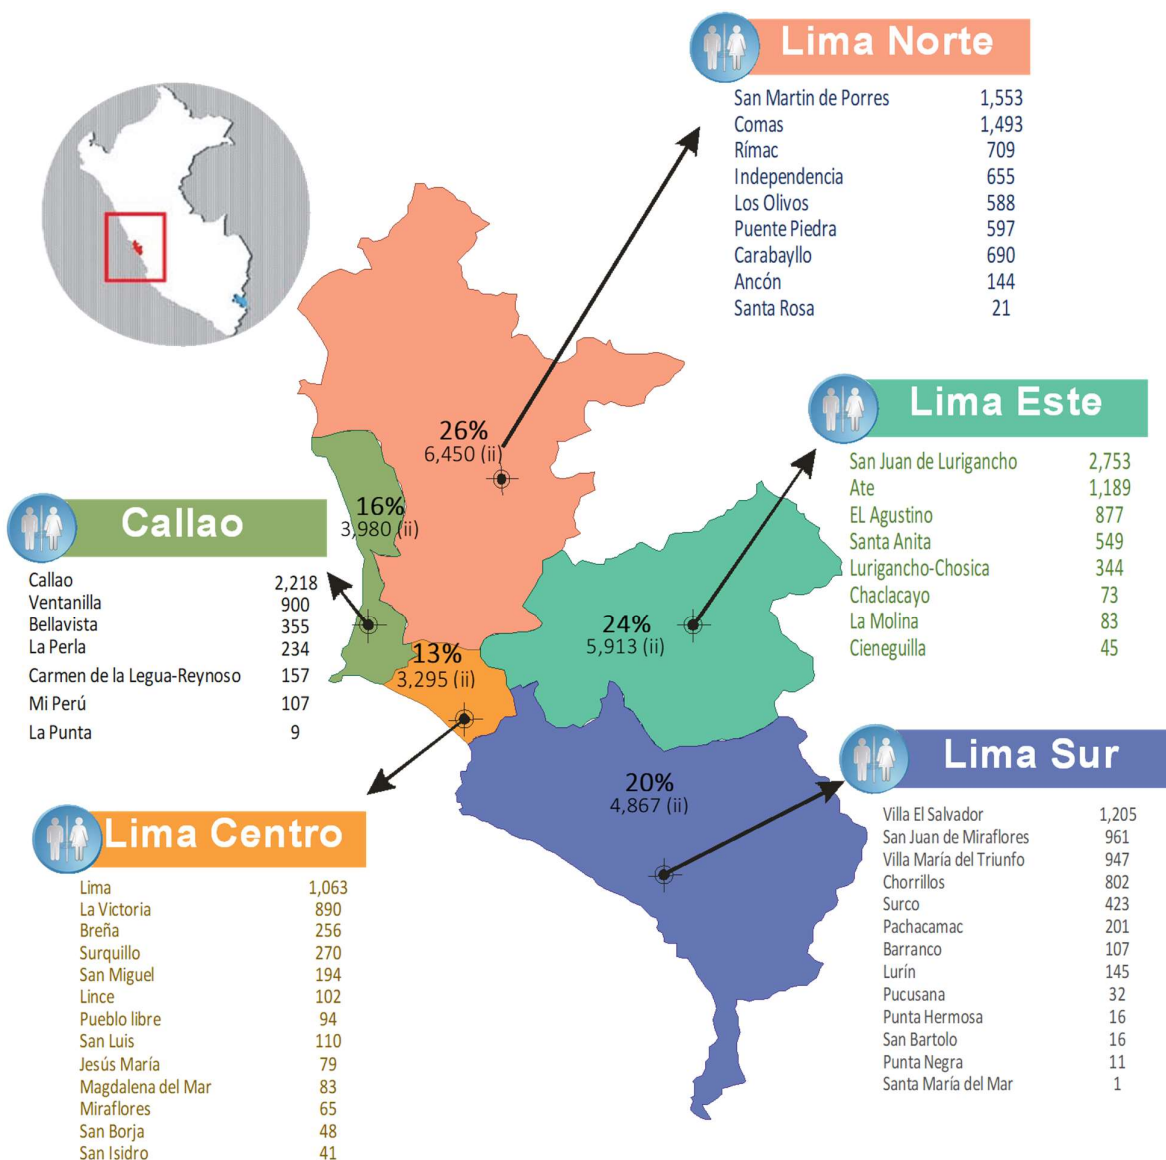 Lima Norte
San Martin de Porres 1,553
Comas 1,493
Rímac 709
Independencia 655
Los Olivos 588
Puente Piedra 597
Carabayllo 690
Ancón 144
Santa Rosa 21
26%
6,450 (ii)
Lima Este
San Juan de Lurigancho 2,753
Ate 1,189
EL Agustino 877
Santa Anita 549
Lurigancho-Chosica 344
Chaclacayo 73
La Molina 83
Cieneguilla 45
16%
3,980 (ii)
Callao
Callao 2,218
Ventanilla 900
Bellavista 355
La Perla 234
Carmen de la Legua-Reynoso 157
Mi Perú 107
La Punta 9
24%
5,913 (ii)
13%
3,295 (ii)
20%
4,867 (ii)
Lima Sur
Villa El Salvador 1,205
San Juan de Miraflores 961
Villa María del Triunfo 947
Chorrillos 802
Surco 423
Pachacamac 201
Barranco 107
Lurín 145
Pucusana 32
Punta Hermosa 16
San Bartolo 16
Punta Negra 11
Santa María del Mar 1
Lima Centro
Lima 1,063
La Victoria 890
Breña 256
Surquillo 270
San Miguel 194
Lince 102
Pueblo libre 94
San Luis 110
Jesús María 79
Magdalena del Mar 83
Miraflores 65
San Borja 48
San Isidro 41